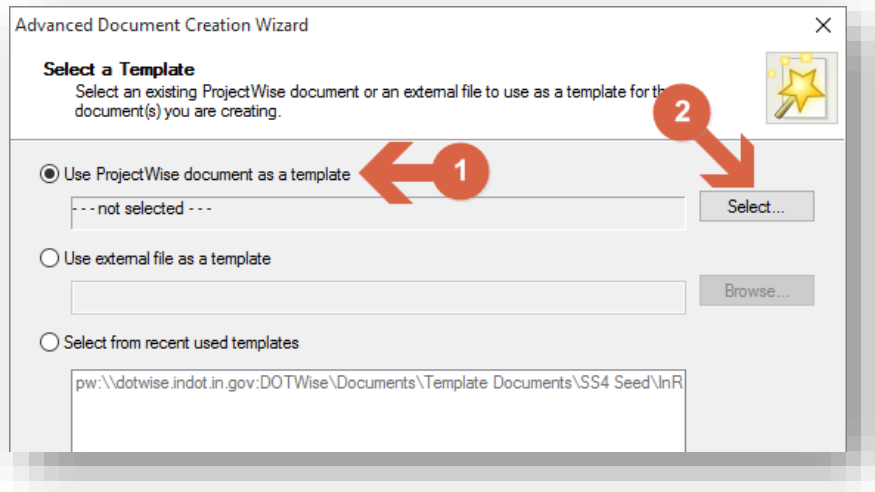 Advanced Document Creation Wizard
Select a Template
Select an existing ProjectWise document or an external file to use as a template for the
document(s) you are creating.
2
Use ProjectWise document as a template
1
- - - not selected - - -
Select...
Use external file as a template
Browse...
Select from recent used templates
pw:\\dotwise.indot.in.gov:DOTWise\Documents\Template Documents\SS4 Seed\InR